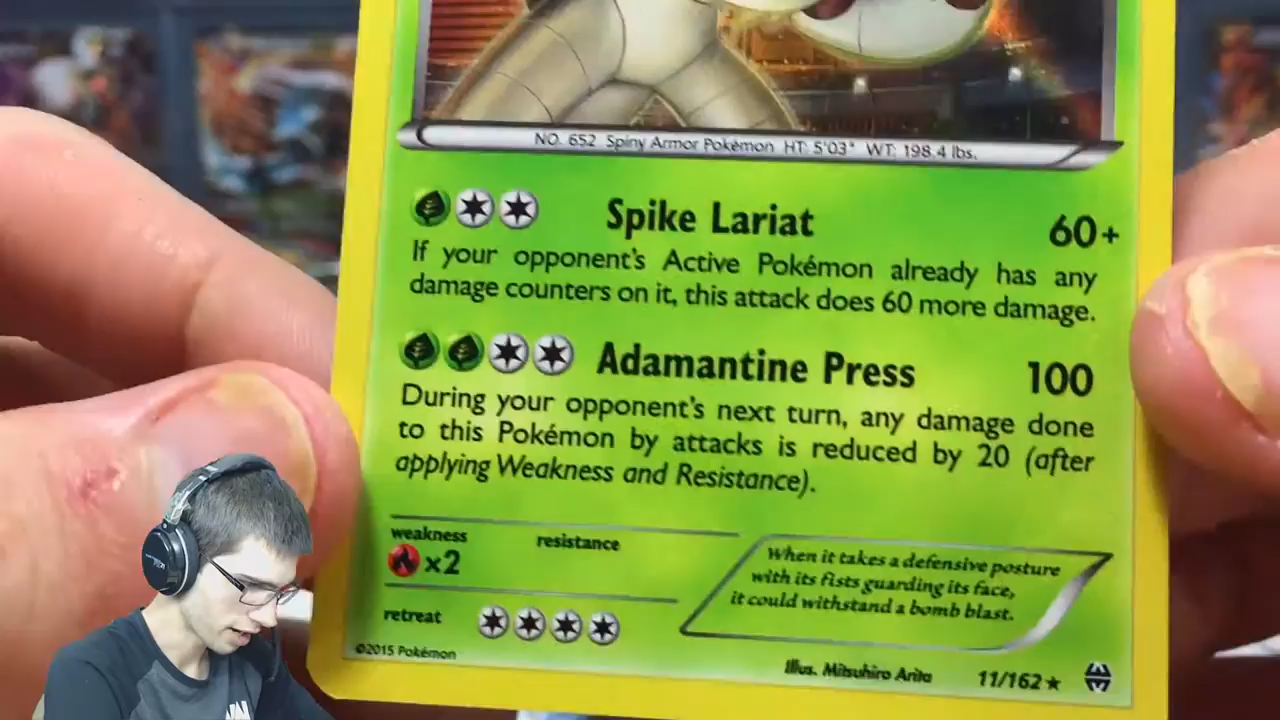 NO. 652 Spiny Armor Pokémon HT: 5'03" WT: 198.4 lbs.
Spike Lariat 60+
If your opponent's Active Pokémon already has any
damage counters on it, this attack does 60 more damage.
Adamantine Press 100
During your opponent's next turn, any damage done
to this Pokémon by attacks is reduced by 20 (after
applying Weakness and Resistance).
weakness resistance
×2
When it takes a defensive posture
with its fists guarding its face,
it could withstand a bomb blast.
retreat
©2015 Pokémon
Illus. Mitsuhiro Arita 11/162 ★